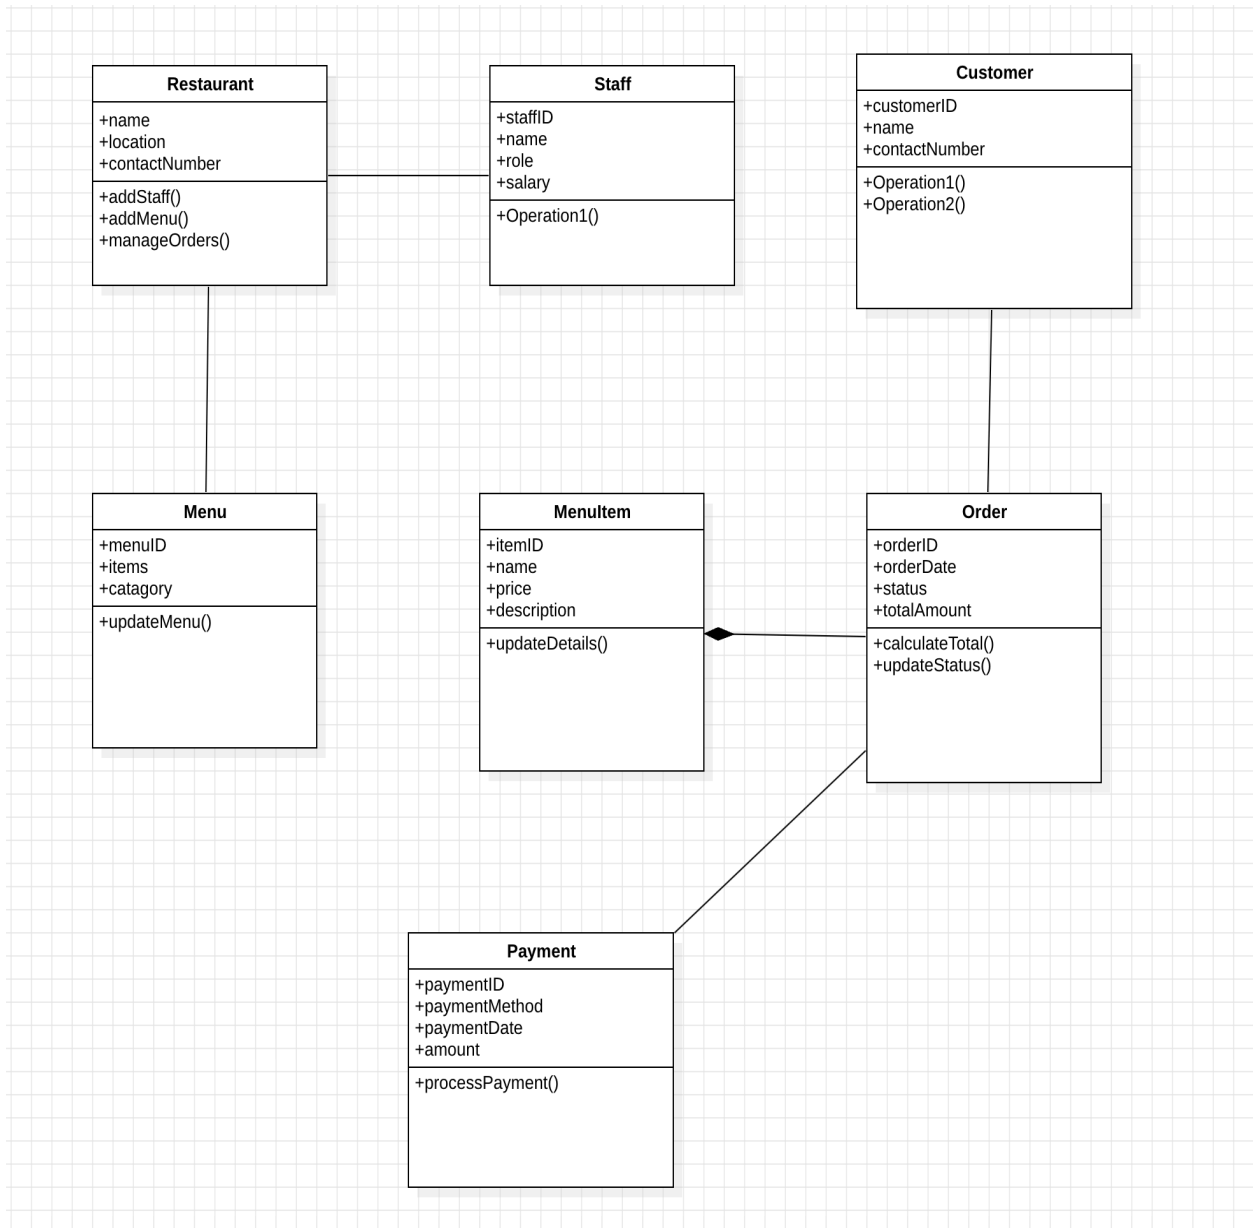 Restaurant
+name
+location
+contactNumber
+addStaff()
+addMenu()
+manageOrders()
Staff
+staffID
+name
+role
+salary
+Operation1()
Customer
+customerID
+name
+contactNumber
+Operation1()
+Operation2()
Menu
+menuID
+items
+catagory
+updateMenu()
MenuItem
+itemID
+name
+price
+description
+updateDetails()
Order
+orderID
+orderDate
+status
+totalAmount
+calculateTotal()
+updateStatus()
Payment
+paymentID
+paymentMethod
+paymentDate
+amount
+processPayment()